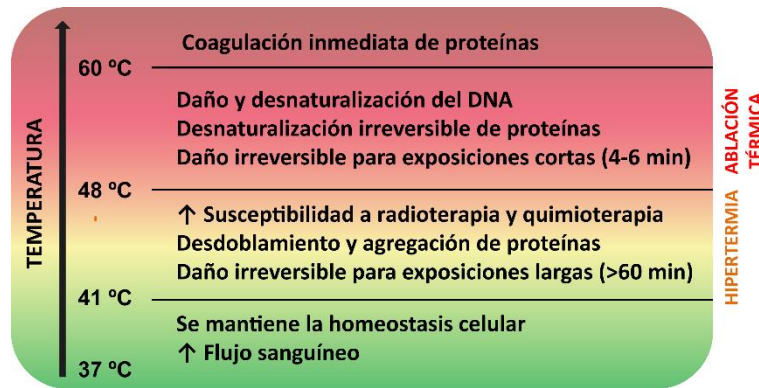 Coagulación inmediata de proteínas
60 ºC
Daño y desnaturalización del DNA
Desnaturalización irreversible de proteínas
Daño irreversible para exposiciones cortas (4-6 min)
48 ºC
↑ Susceptibilidad a radioterapia y quimioterapia
Desdoblamiento y agregación de proteínas
Daño irreversible para exposiciones largas (>60 min)
41 ºC
Se mantiene la homeostasis celular
↑ Flujo sanguíneo
37 ºC
TEMPERATURA
ABLACIÓN
TÉRMICA
HIPERTERMIA